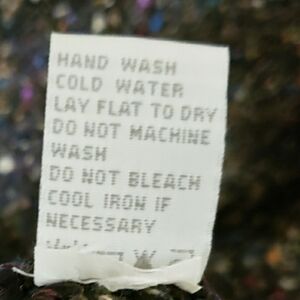 HAND WASH
COLD WATER
LAY FLAT TO DRY
DO NOT MACHINE
WASH
DO NOT BLEACH
COOL IRON IF
NECESSARY